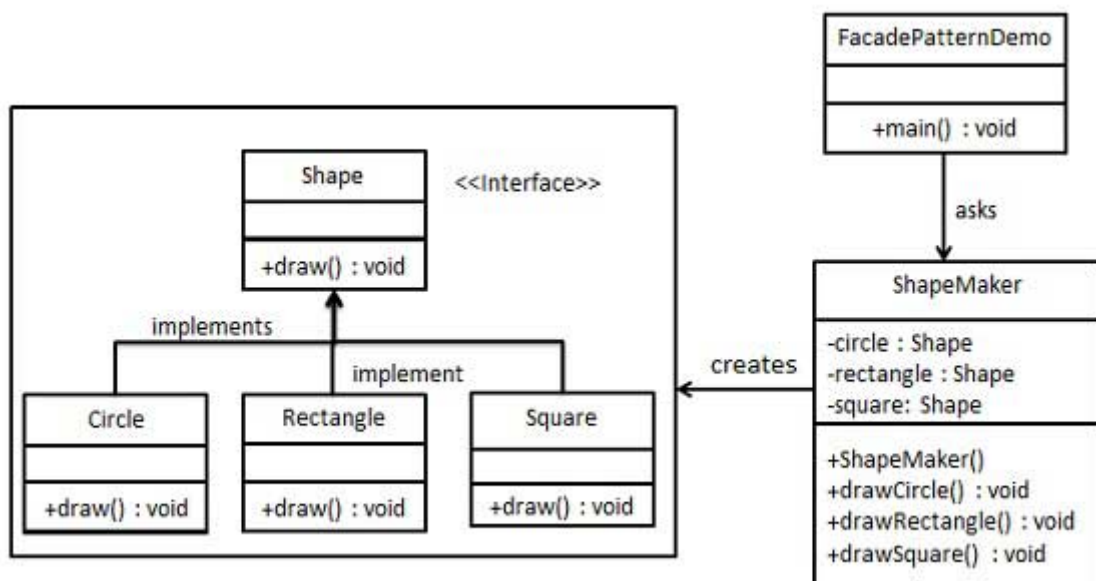 FacadePatternDemo
+main() : void
asks
Shape
<<Interface>>
+draw() : void
implements
implement
Circle
+draw() : void
Rectangle
+draw() : void
Square
+draw() : void
creates
ShapeMaker
-circle : Shape
-rectangle : Shape
-square: Shape
+ShapeMaker()
+drawCircle() : void
+drawRectangle() : void
+drawSquare() : void